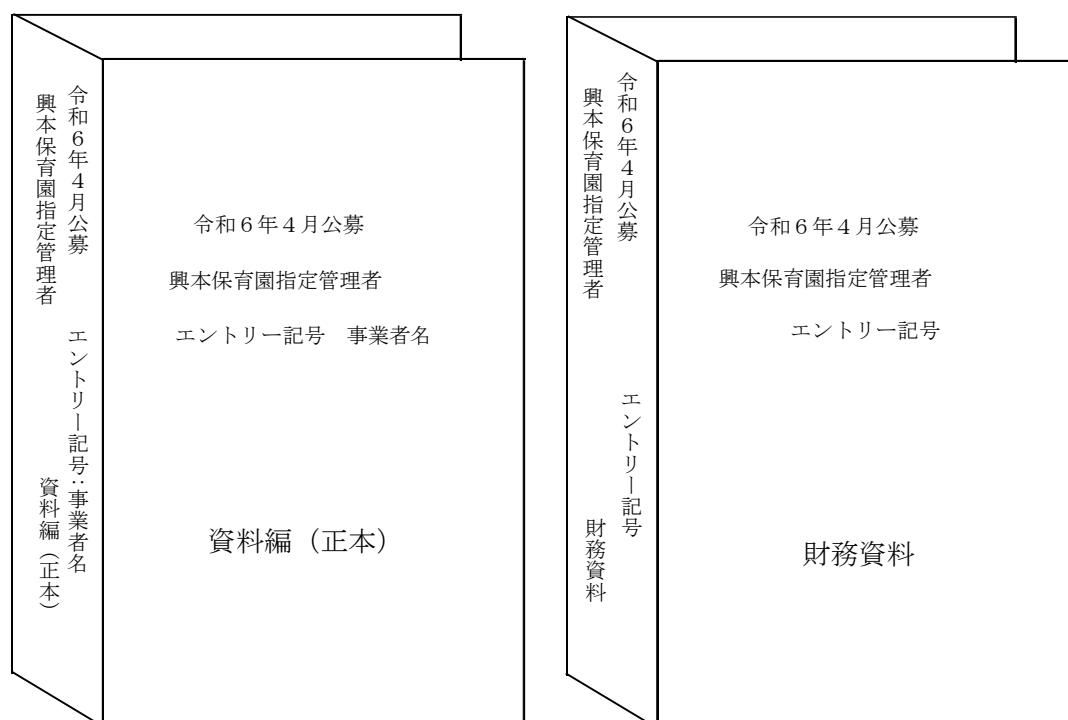 令和６年４月公募
エントリー記号：事業者名
興本保育園指定管理者
資料編（正本）
令和６年４月公募
興本保育園指定管理者
エントリー記号　事業者名
資料編（正本）
令和６年４月公募
エントリー記号
興本保育園指定管理者
財務資料
令和６年４月公募
興本保育園指定管理者
エントリー記号
財務資料